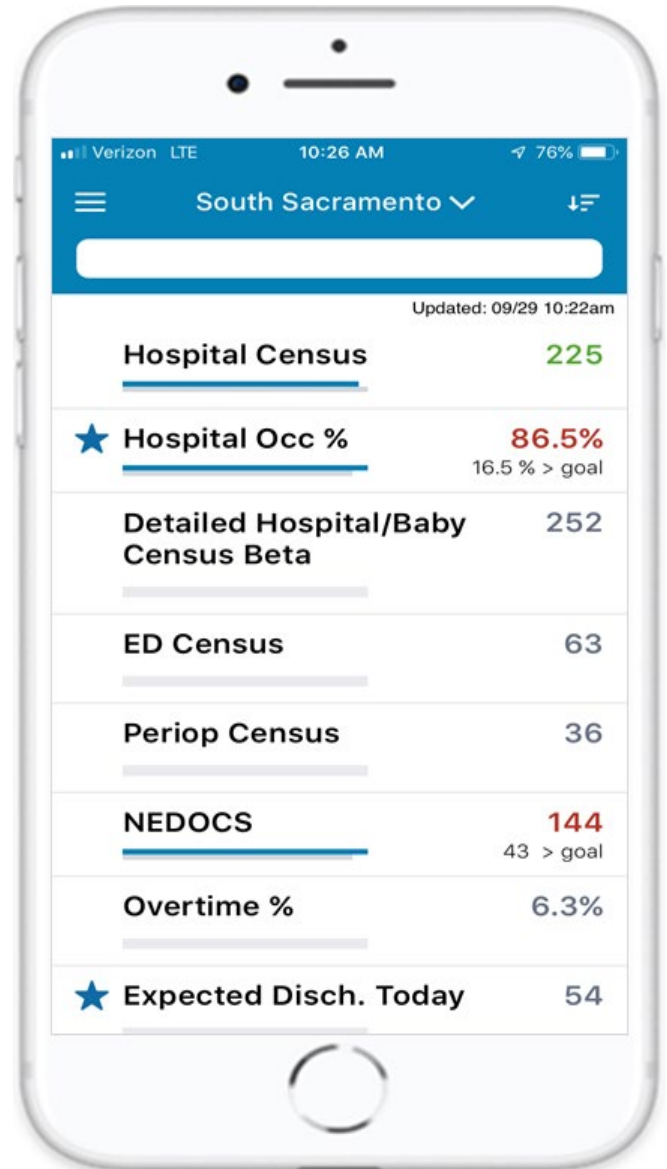 Verizon LTE 10:26 AM 76%
South Sacramento
Updated: 09/29 10:22am
Hospital Census 225
Hospital Occ % 86.5%
16.5 % > goal
Detailed Hospital/Baby 252
Census Beta
ED Census 63
Periop Census 36
NEDOCS 144
43 > goal
Overtime % 6.3%
Expected Disch. Today 54